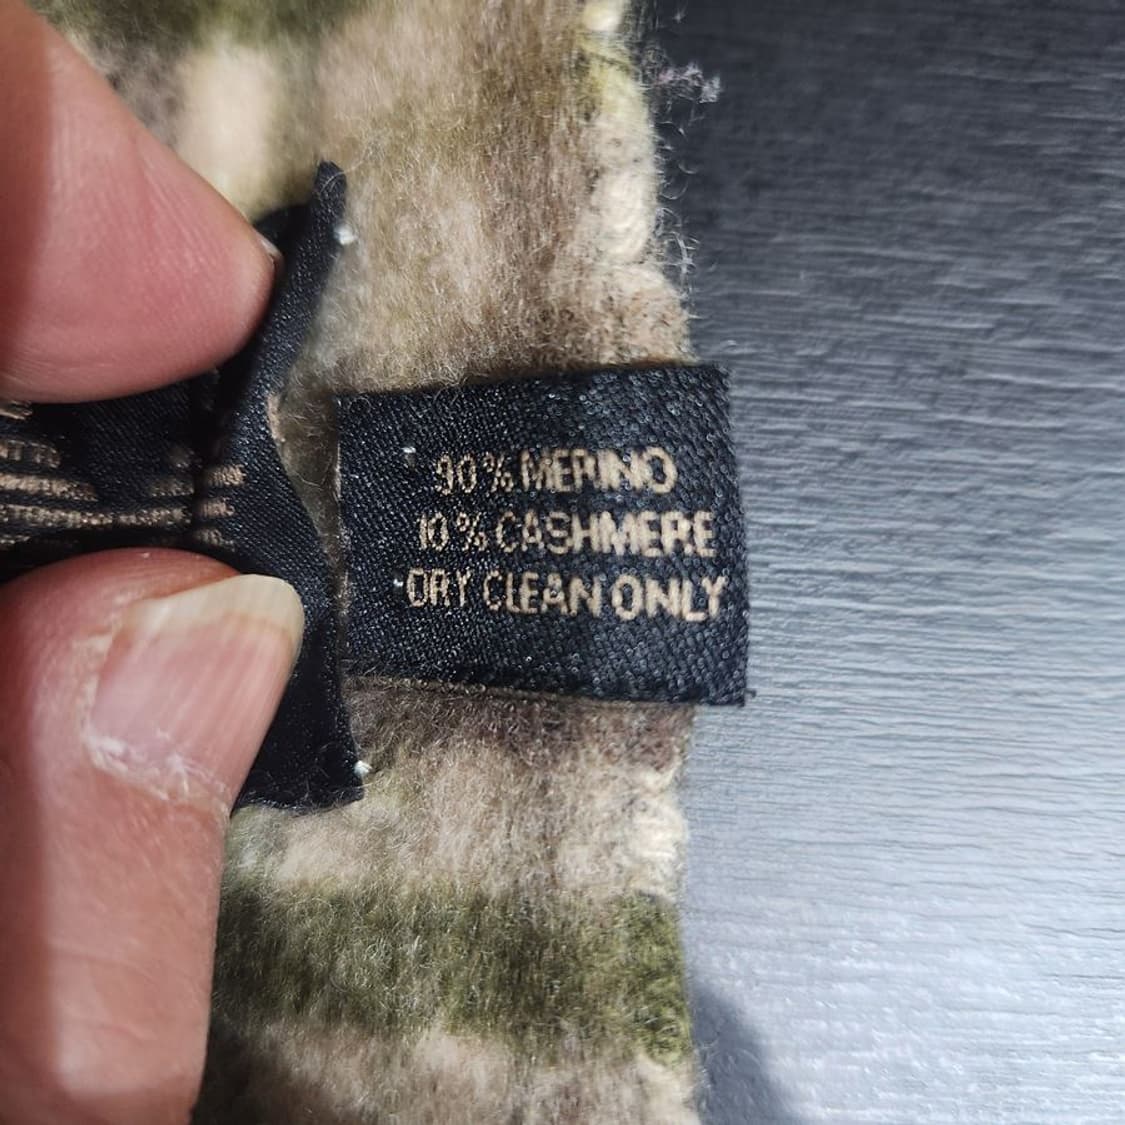 90% MERINO
10% CASHMERE
DRY CLEAN ONLY